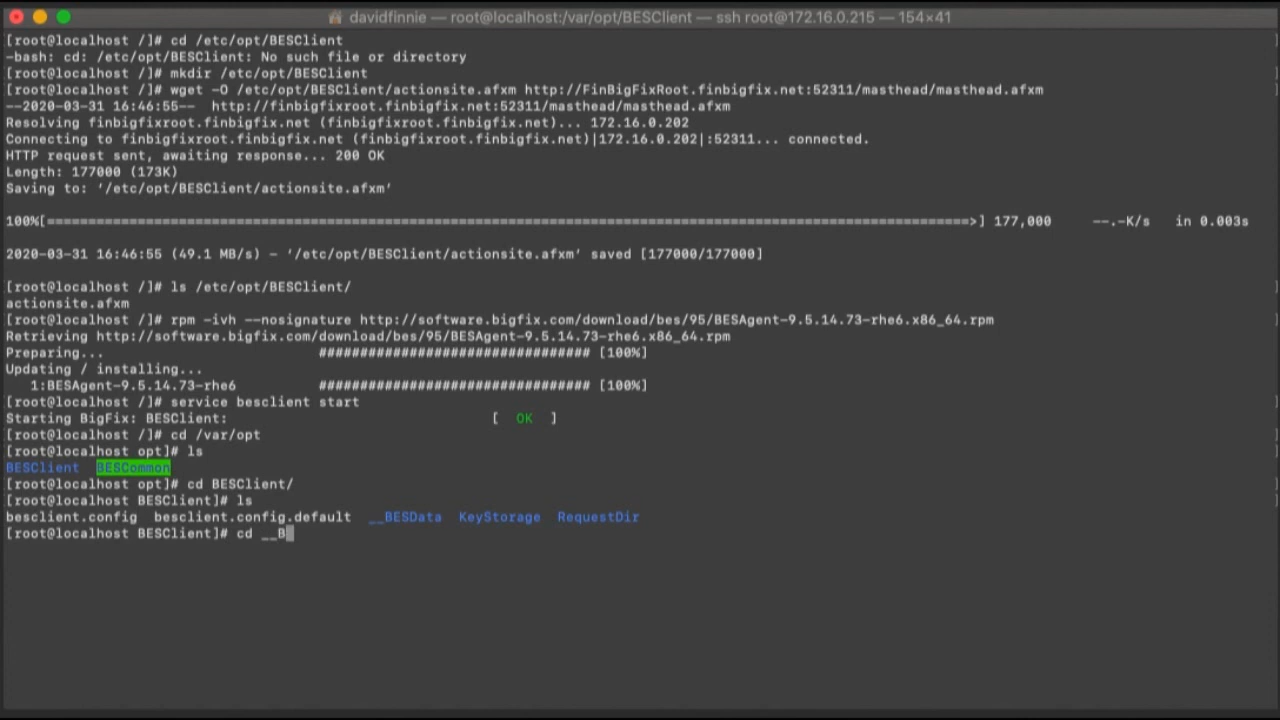 davidfinnie — root@localhost:/var/opt/BESClient — ssh root@172.16.0.215 — 154×41
[root@localhost /]# cd /etc/opt/BESClient
-bash: cd: /etc/opt/BESClient: No such file or directory
[root@localhost /]# mkdir /etc/opt/BESClient
[root@localhost /]# wget -O /etc/opt/BESClient/actionsite.afxm http://FinBigFixRoot.finbigfix.net:52311/masthead/masthead.afxm
--2020-03-31 16:46:55--  http://finbigfixroot.finbigfix.net:52311/masthead/masthead.afxm
Resolving finbigfixroot.finbigfix.net (finbigfixroot.finbigfix.net)... 172.16.0.202
Connecting to finbigfixroot.finbigfix.net (finbigfixroot.finbigfix.net)|172.16.0.202|:52311... connected.
HTTP request sent, awaiting response... 200 OK
Length: 177000 (173K)
Saving to: ‘/etc/opt/BESClient/actionsite.afxm’
100%[=================================================================================================================>] 177,000     --.-K/s   in 0.003s
2020-03-31 16:46:55 (49.1 MB/s) - ‘/etc/opt/BESClient/actionsite.afxm’ saved [177000/177000]
[root@localhost /]# ls /etc/opt/BESClient/
actionsite.afxm
[root@localhost /]# rpm -ivh --nosignature http://software.bigfix.com/download/bes/95/BESAgent-9.5.14.73-rhe6.x86_64.rpm
Retrieving http://software.bigfix.com/download/bes/95/BESAgent-9.5.14.73-rhe6.x86_64.rpm
Preparing...                          ################################# [100%]
Updating / installing...
   1:BESAgent-9.5.14.73-rhe6          ################################# [100%]
[root@localhost /]# service besclient start
Starting BigFix: BESClient:                                [  OK  ]
[root@localhost /]# cd /var/opt
[root@localhost opt]# ls
BESClient  BESCommon
[root@localhost opt]# cd BESClient/
[root@localhost BESClient]# ls
besclient.config  besclient.config.default  __BESData  KeyStorage  RequestDir
[root@localhost BESClient]# cd __B